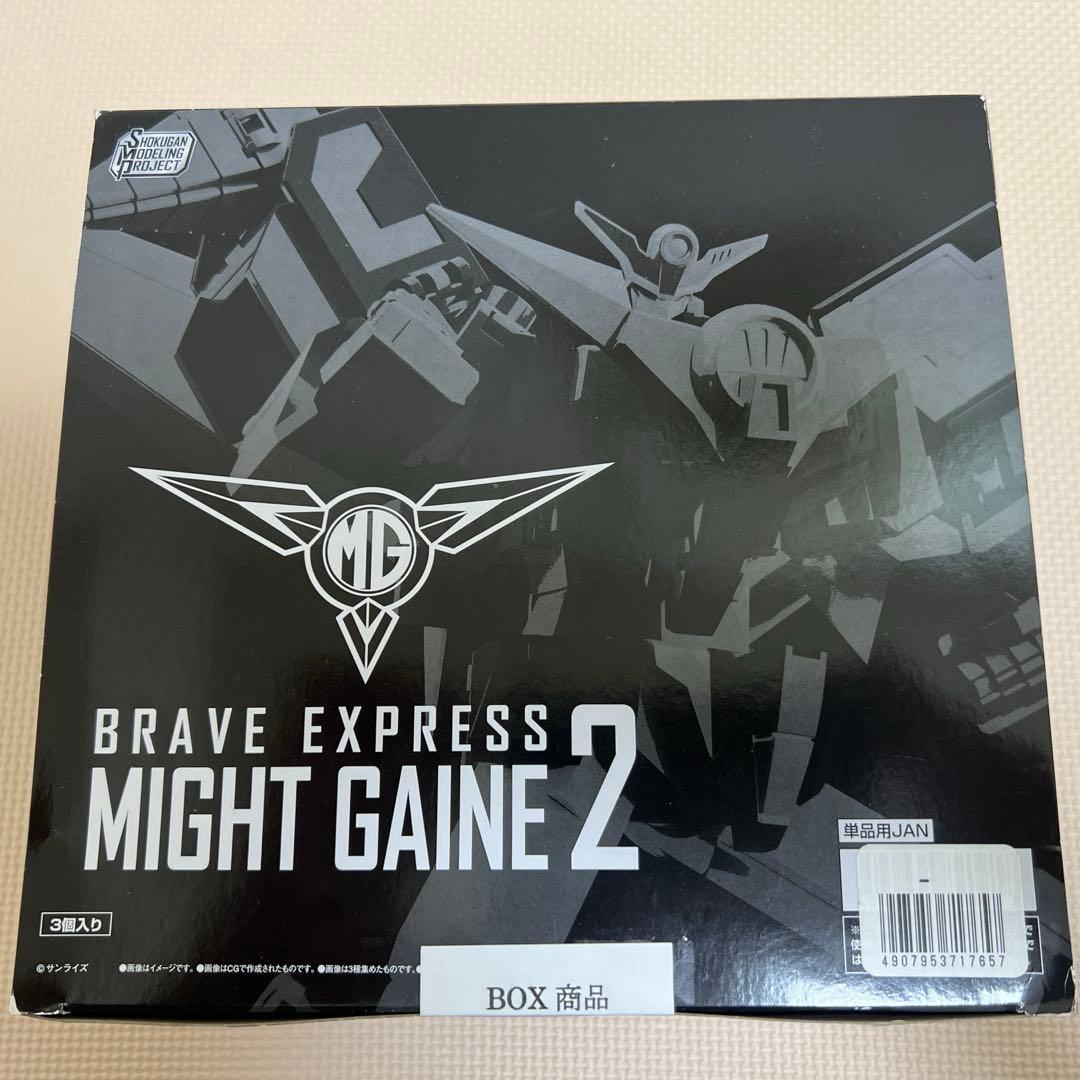 SHOKUGAN
MODELING
PROJECT
MG
BRAVE EXPRESS
MIGHT GAINE 2
単品用JAN
3個入り
©サンライズ ●画像はイメージです。●画像はCGで作成されたものです。●画像は3種集めたものです。
4907953717657
BOX 商品